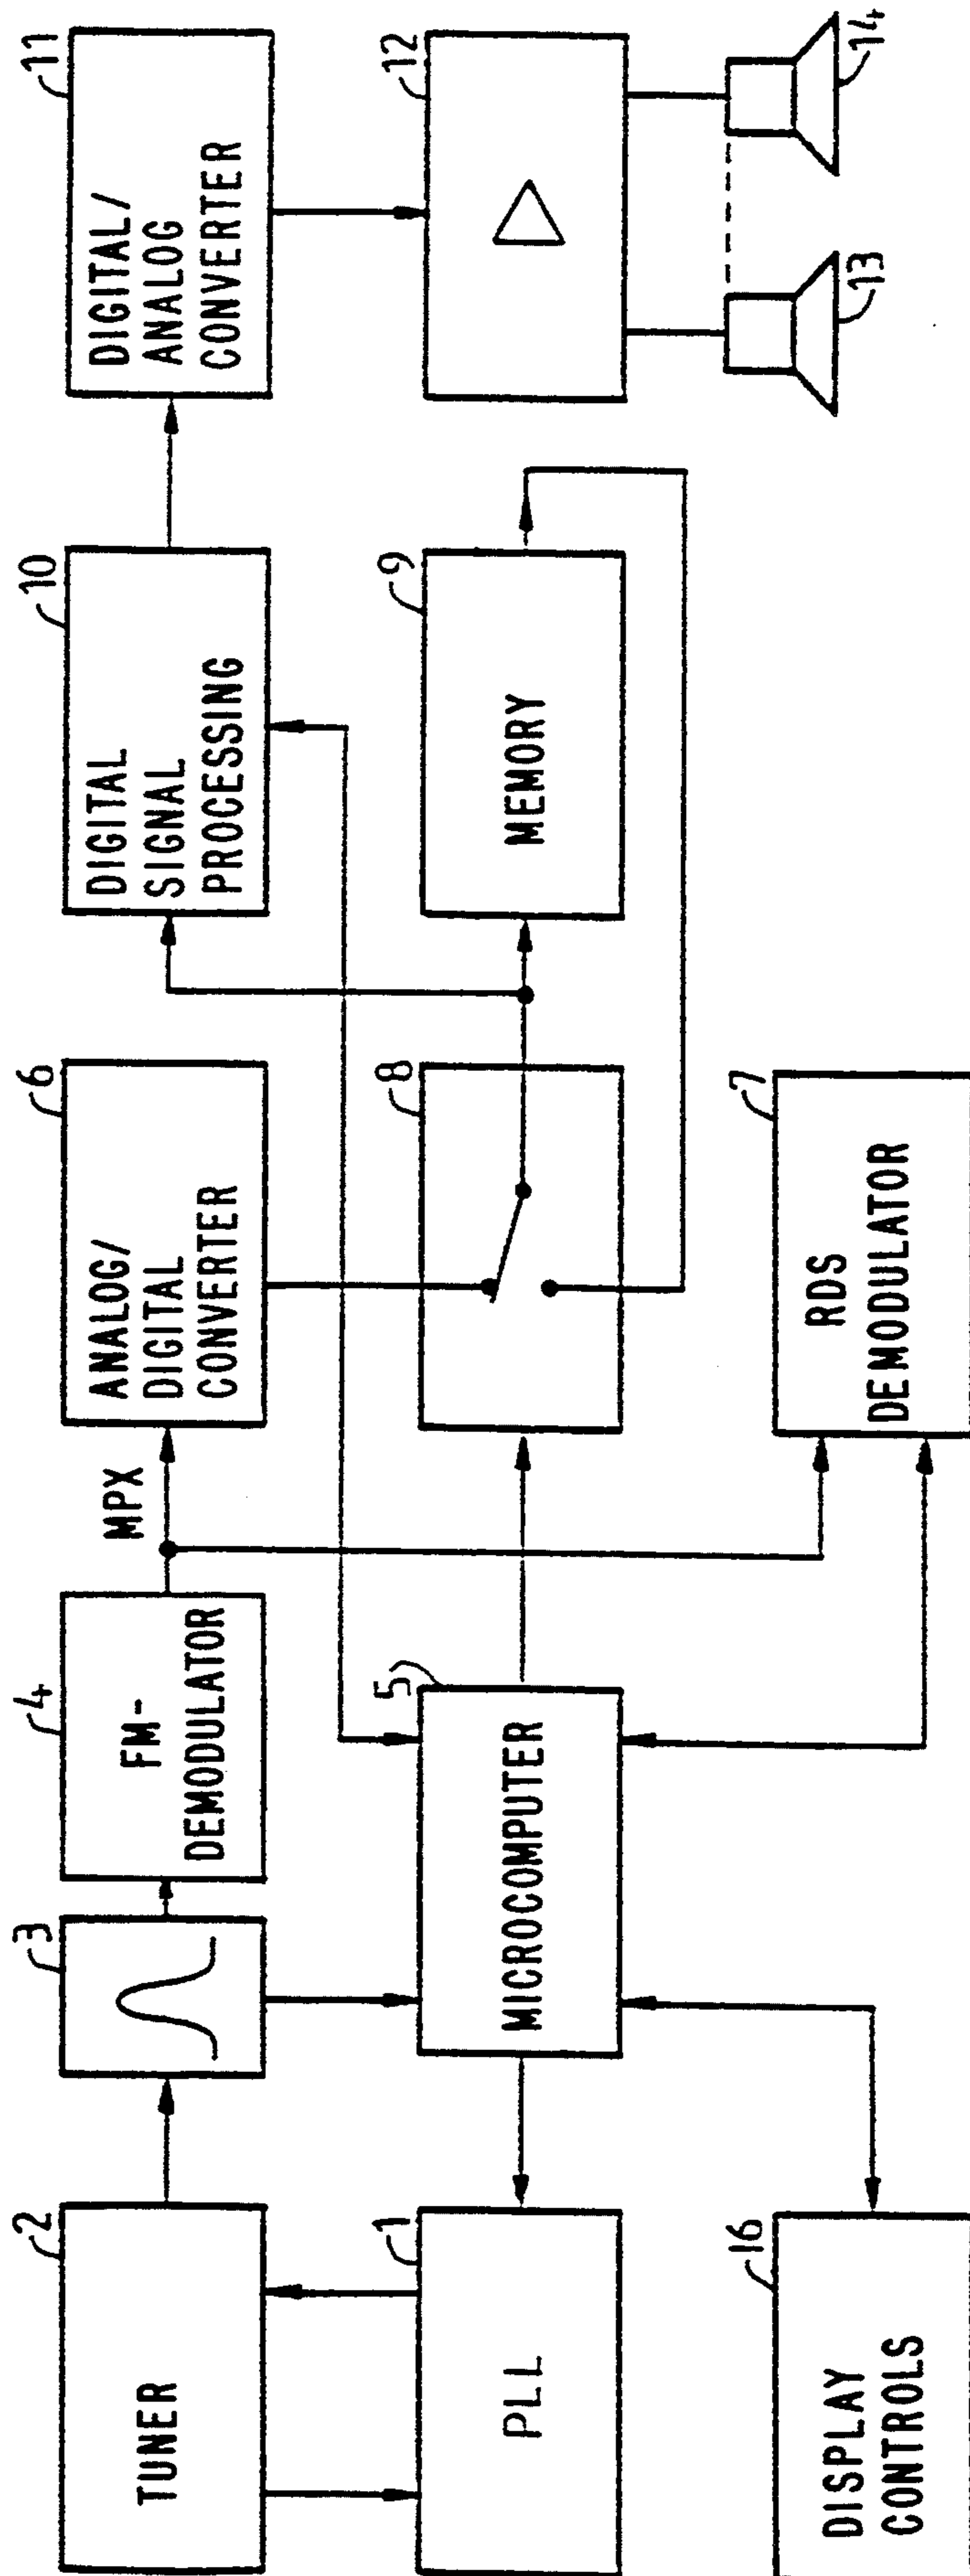 2
TUNER
3
4
FM-
DEMODULATOR
MPX
6
ANALOG/
DIGITAL
CONVERTER
10
DIGITAL
SIGNAL
PROCESSING
11
DIGITAL/
ANALOG
CONVERTER
1
PLL
5
MICROCOMPUTER
8
9
MEMORY
12
16
DISPLAY
CONTROLS
7
RDS
DEMODULATOR
13
14